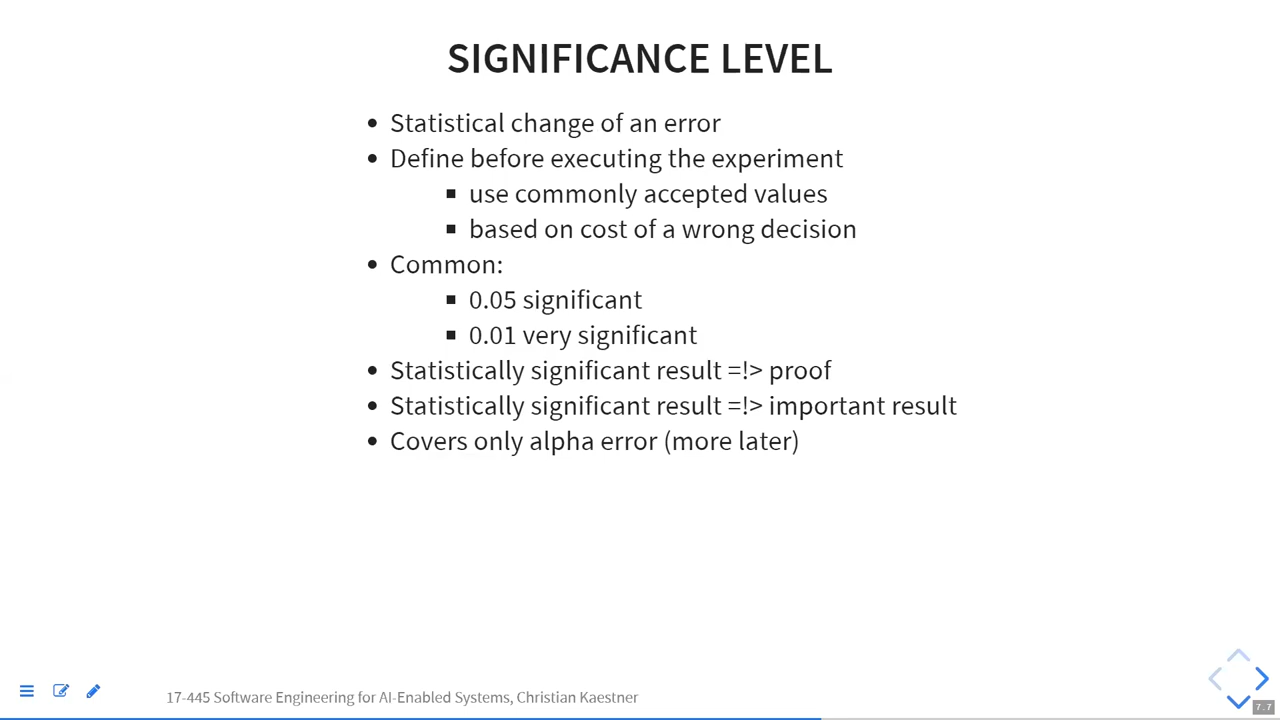 SIGNIFICANCE LEVEL
• Statistical change of an error
• Define before executing the experiment
▪ use commonly accepted values
▪ based on cost of a wrong decision
• Common:
▪ 0.05 significant
▪ 0.01 very significant
• Statistically significant result =!> proof
• Statistically significant result =!> important result
• Covers only alpha error (more later)
17-445 Software Engineering for AI-Enabled Systems, Christian Kaestner
7.7